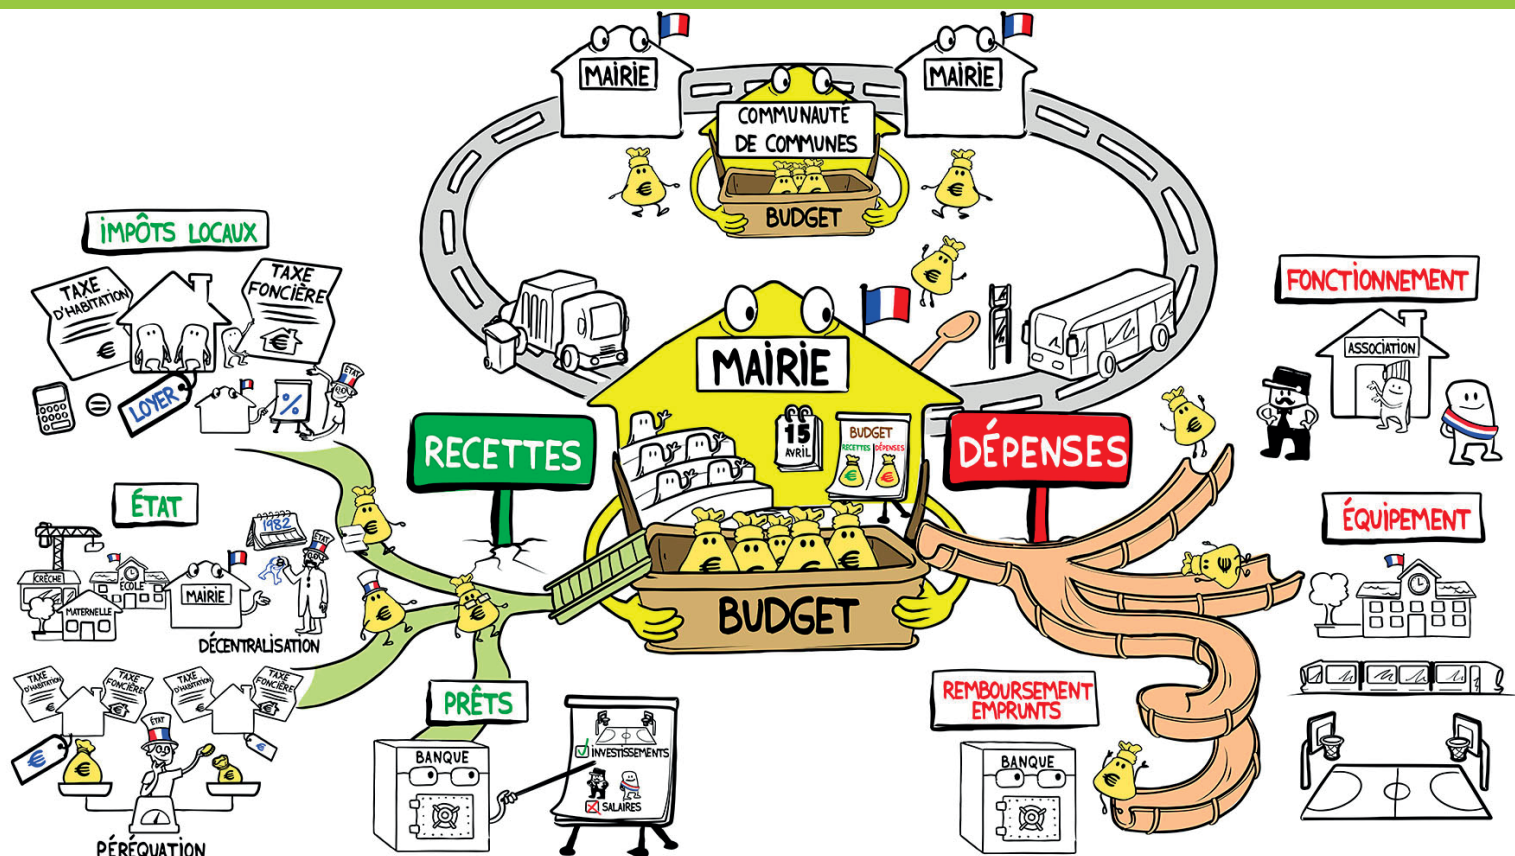 MAIRIE
MAIRIE
COMMUNAUTÉ
DE COMMUNES
BUDGET
IMPÔTS LOCAUX
TAXE
D'HABITATION
€
TAXE
FONCIÈRE
€
=
LOYER
%
ÉTAT
FONCTIONNEMENT
ASSOCIATION
MAIRIE
RECETTES
15
AVRIL
BUDGET
RECETTES
DÉPENSES
€
€
DÉPENSES
BUDGET
ÉTAT
1982
ÉTAT
CRÈCHE
ÉCOLE
MATERNELLE
MAIRIE
DÉCENTRALISATION
ÉQUIPEMENT
TAXE
D'HABITATION
€
TAXE
FONCIÈRE
€
TAXE
D'HABITATION
€
TAXE
FONCIÈRE
€
ÉTAT
€
€
€
€
PÉRÉQUATION
PRÊTS
BANQUE
INVESTISSEMENTS
SALAIRES
REMBOURSEMENT
EMPRUNTS
BANQUE